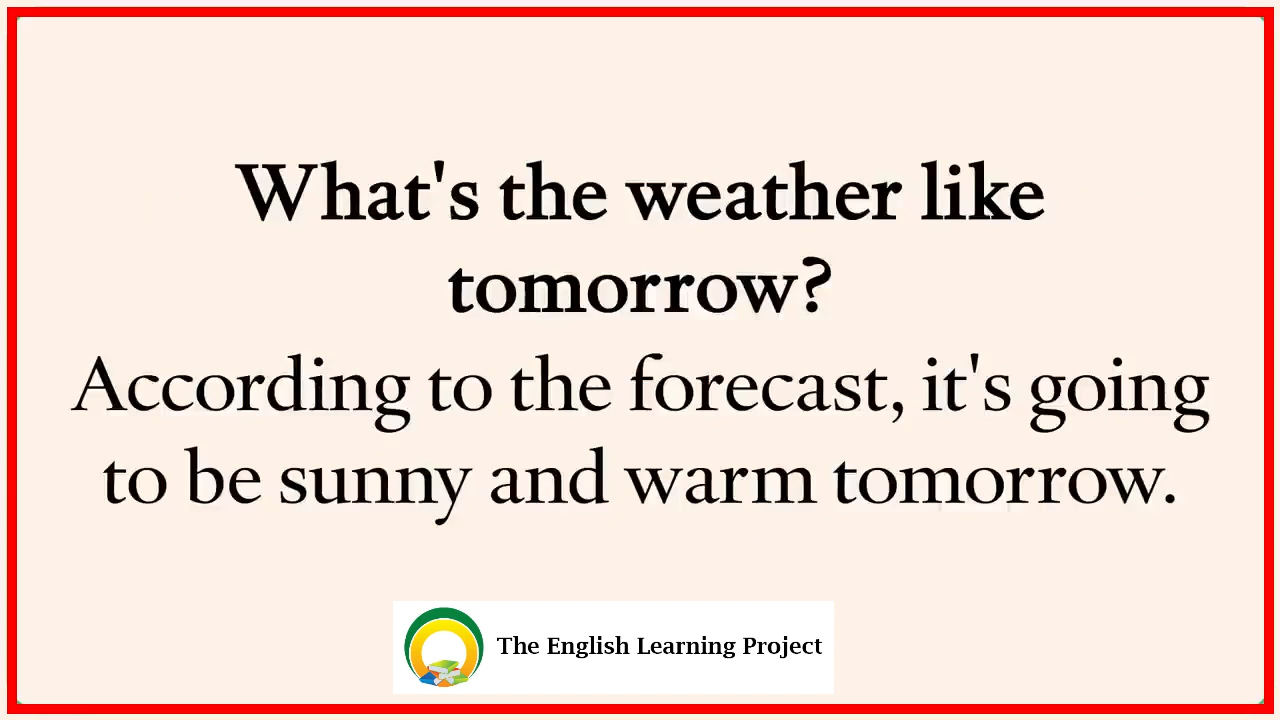 What's the weather like
tomorrow?
According to the forecast, it's going
to be sunny and warm tomorrow.
The English Learning Project